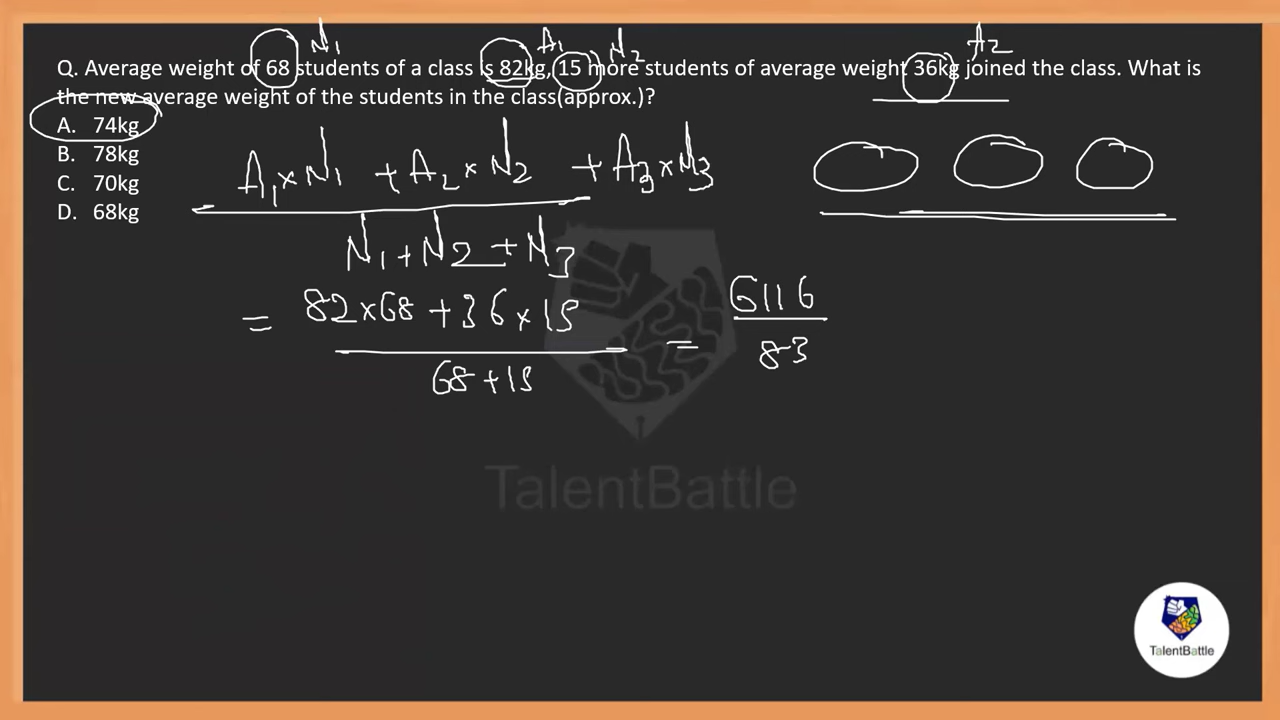 N1 A1 N2 A2
Q. Average weight of 68 students of a class is 82kg, 15 more students of average weight 36kg joined the class. What is
the new average weight of the students in the class(approx.)?
A. 74kg
B. 78kg
C. 70kg
D. 68kg
A1×N1 + A2×N2 + A3×N3
N1+N2+N3
= 82×68 + 36×15 = 6116
68+15 83
TalentBattle
TalentBattle